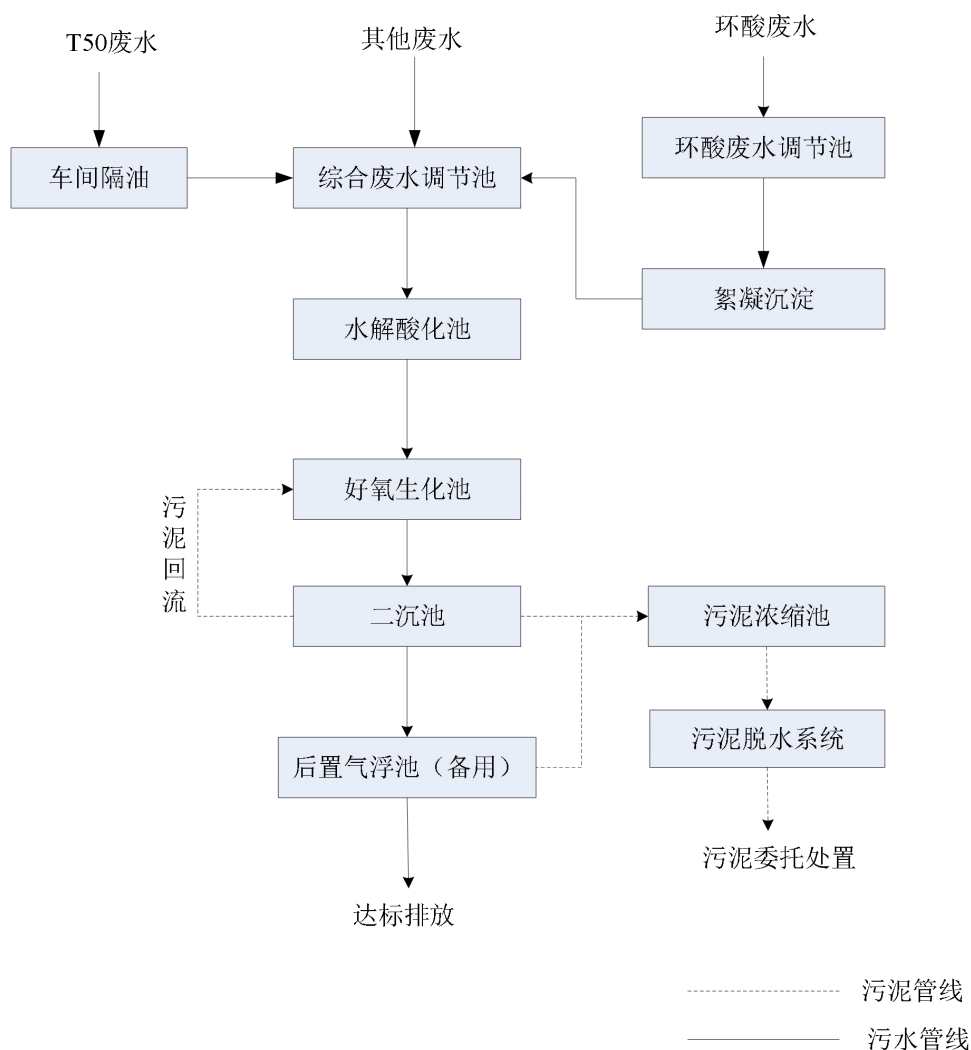 T50废水
其他废水
环酸废水
车间隔油
综合废水调节池
环酸废水调节池
絮凝沉淀
水解酸化池
好氧生化池
污泥回流
二沉池
污泥浓缩池
后置气浮池（备用）
污泥脱水系统
污泥委托处置
达标排放
污泥管线
污水管线